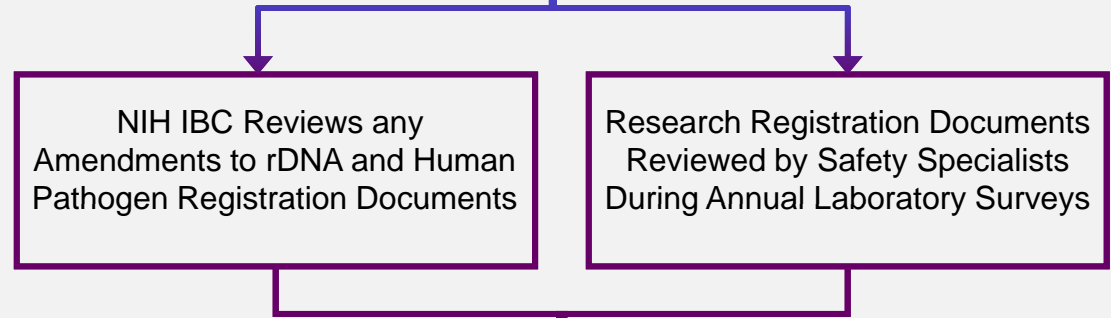 NIH IBC Reviews any
Amendments to rDNA and Human
Pathogen Registration Documents
Research Registration Documents
Reviewed by Safety Specialists
During Annual Laboratory Surveys